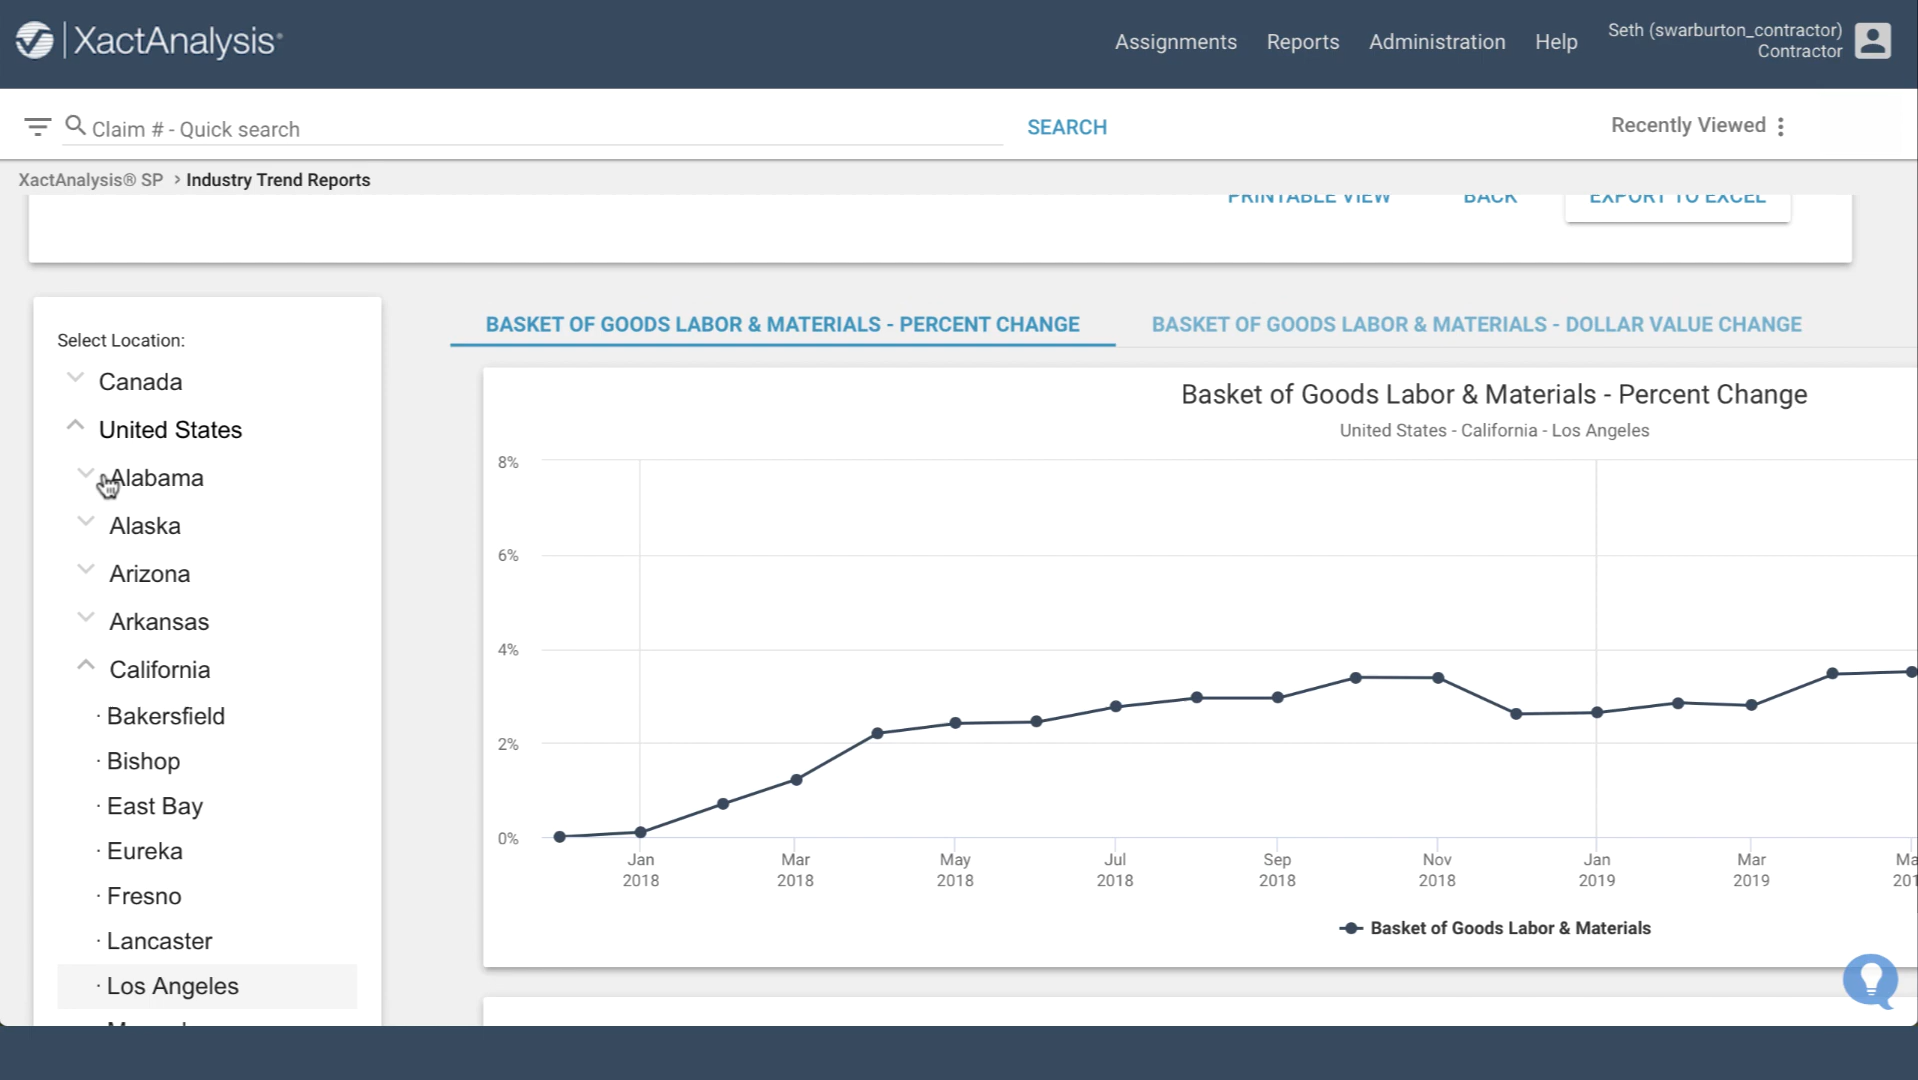 XactAnalysis®
Assignments Reports Administration Help Seth (swarburton_contractor)
Contractor
Claim # - Quick search SEARCH Recently Viewed
XactAnalysis® SP > Industry Trend Reports
PRINTABLE VIEW BACK EXPORT TO EXCEL
Select Location:
Canada
United States
Alabama
Alaska
Arizona
Arkansas
California
· Bakersfield
· Bishop
· East Bay
· Eureka
· Fresno
· Lancaster
· Los Angeles
BASKET OF GOODS LABOR & MATERIALS - PERCENT CHANGE BASKET OF GOODS LABOR & MATERIALS - DOLLAR VALUE CHANGE
Basket of Goods Labor & Materials - Percent Change
United States - California - Los Angeles
8%
6%
4%
2%
0%
Jan Mar May Jul Sep Nov Jan Mar Ma
2018 2018 2018 2018 2018 2018 2019 2019 201
Basket of Goods Labor & Materials